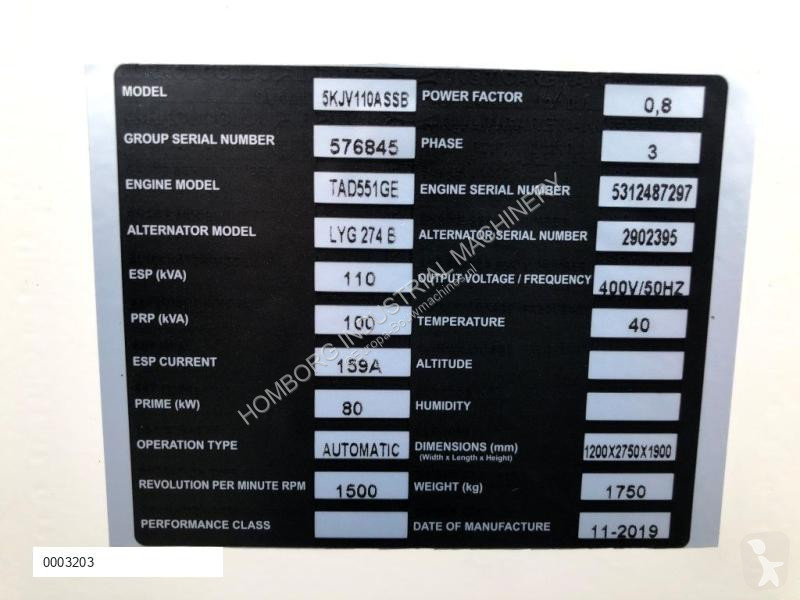 MODEL 5KJV110ASSB POWER FACTOR 0,8
GROUP SERIAL NUMBER 576845 PHASE 3
ENGINE MODEL TAD551GE ENGINE SERIAL NUMBER 5312487297
ALTERNATOR MODEL LYG 274 B ALTERNATOR SERIAL NUMBER 2902395
ESP (kVA) 110 OUTPUT VOLTAGE / FREQUENCY 400V/50HZ
PRP (kVA) 100 TEMPERATURE 40
ESP CURRENT 159A ALTITUDE
PRIME (kW) 80 HUMIDITY
OPERATION TYPE AUTOMATIC DIMENSIONS (mm) 1200X2750X1900
(Width x Length x Height)
REVOLUTION PER MINUTE RPM 1500 WEIGHT (kg) 1750
PERFORMANCE CLASS DATE OF MANUFACTURE 11-2019
HOMBORG INDUSTRIAL MACHINERY
0003203